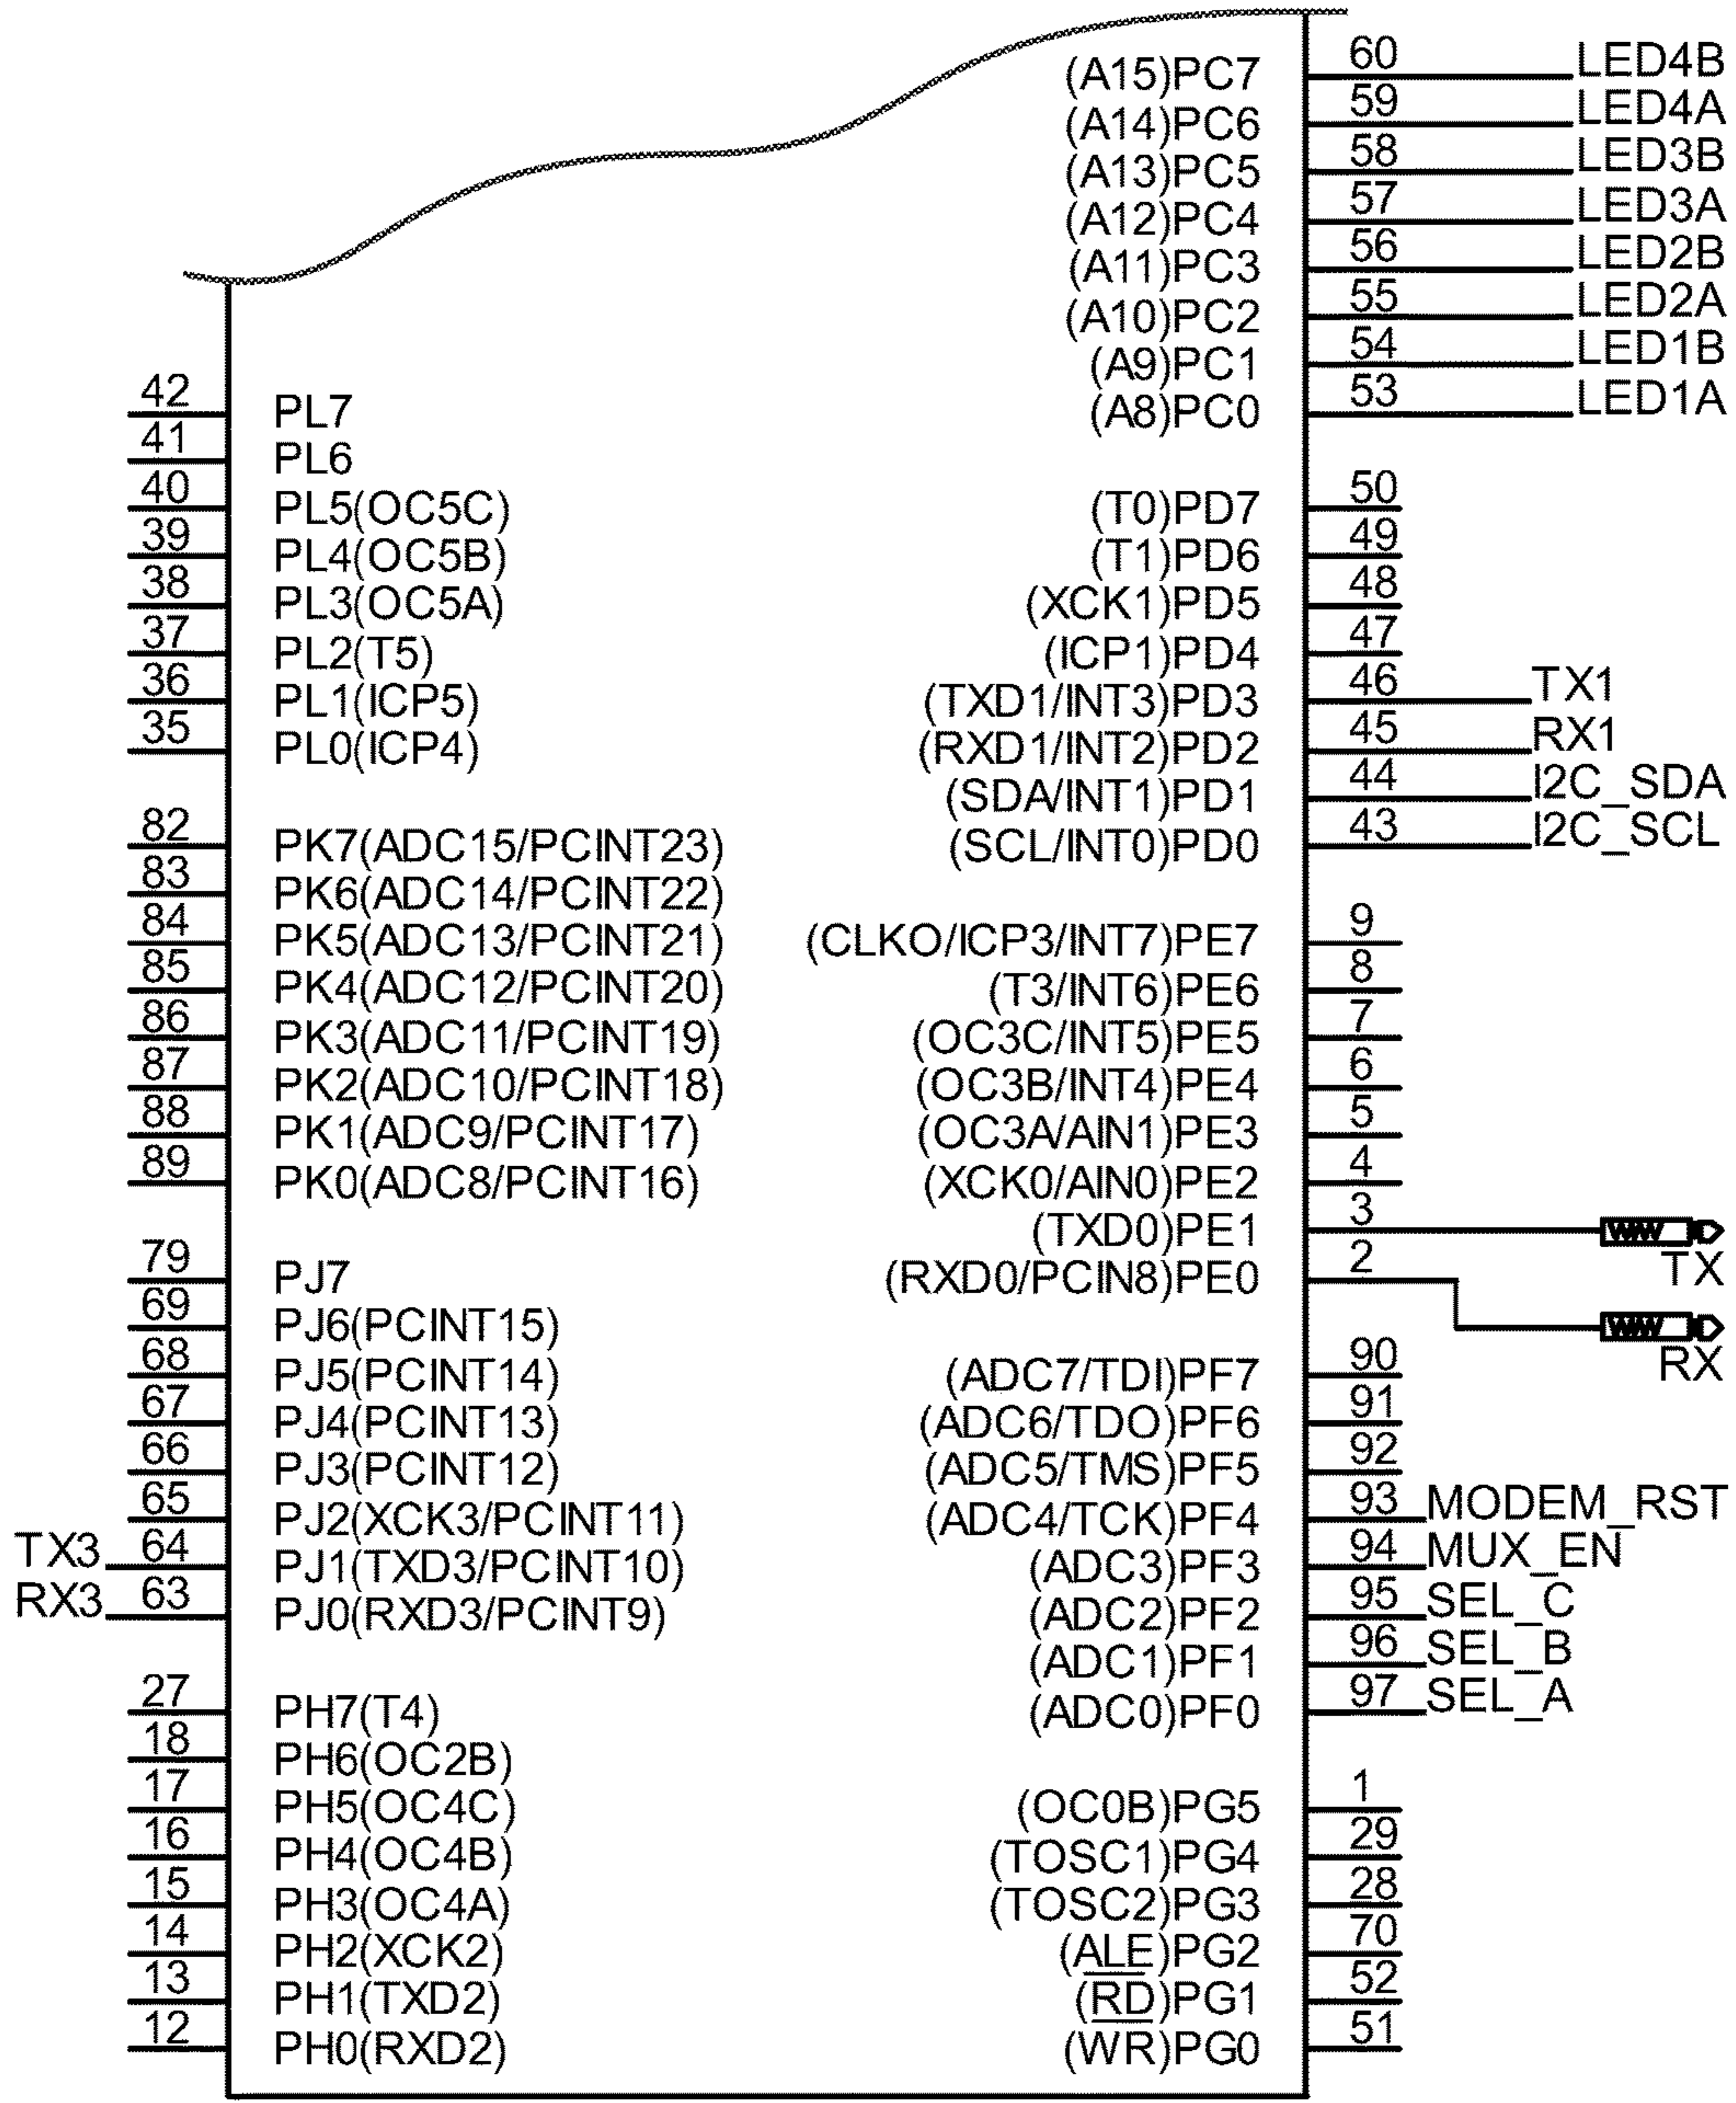 (A15)PC7 60 LED4B
(A14)PC6 59 LED4A
(A13)PC5 58 LED3B
(A12)PC4 57 LED3A
(A11)PC3 56 LED2B
(A10)PC2 55 LED2A
(A9)PC1 54 LED1B
42 PL7 (A8)PC0 53 LED1A
41 PL6
40 PL5(OC5C) (T0)PD7 50
39 PL4(OC5B) (T1)PD6 49
38 PL3(OC5A) (XCK1)PD5 48
37 PL2(T5) (ICP1)PD4 47
36 PL1(ICP5) (TXD1/INT3)PD3 46 TX1
35 PL0(ICP4) (RXD1/INT2)PD2 45 RX1
(SDA/INT1)PD1 44 I2C_SDA
82 PK7(ADC15/PCINT23) (SCL/INT0)PD0 43 I2C_SCL
83 PK6(ADC14/PCINT22)
84 PK5(ADC13/PCINT21) (CLKO/ICP3/INT7)PE7 9
85 PK4(ADC12/PCINT20) (T3/INT6)PE6 8
86 PK3(ADC11/PCINT19) (OC3C/INT5)PE5 7
87 PK2(ADC10/PCINT18) (OC3B/INT4)PE4 6
88 PK1(ADC9/PCINT17) (OC3A/AIN1)PE3 5
89 PK0(ADC8/PCINT16) (XCK0/AIN0)PE2 4
(TXD0)PE1 3 TX
79 PJ7 (RXD0/PCIN8)PE0 2
69 PJ6(PCINT15) RX
68 PJ5(PCINT14) (ADC7/TDI)PF7 90
67 PJ4(PCINT13) (ADC6/TDO)PF6 91
66 PJ3(PCINT12) (ADC5/TMS)PF5 92
65 PJ2(XCK3/PCINT11) (ADC4/TCK)PF4 93 MODEM_RST
TX3 64 PJ1(TXD3/PCINT10) (ADC3)PF3 94 MUX_EN
RX3 63 PJ0(RXD3/PCINT9) (ADC2)PF2 95 SEL_C
(ADC1)PF1 96 SEL_B
27 PH7(T4) (ADC0)PF0 97 SEL_A
18 PH6(OC2B)
17 PH5(OC4C) (OC0B)PG5 1
16 PH4(OC4B) (TOSC1)PG4 29
15 PH3(OC4A) (TOSC2)PG3 28
14 PH2(XCK2) (ALE)PG2 70
13 PH1(TXD2) (RD)PG1 52
12 PH0(RXD2) (WR)PG0 51